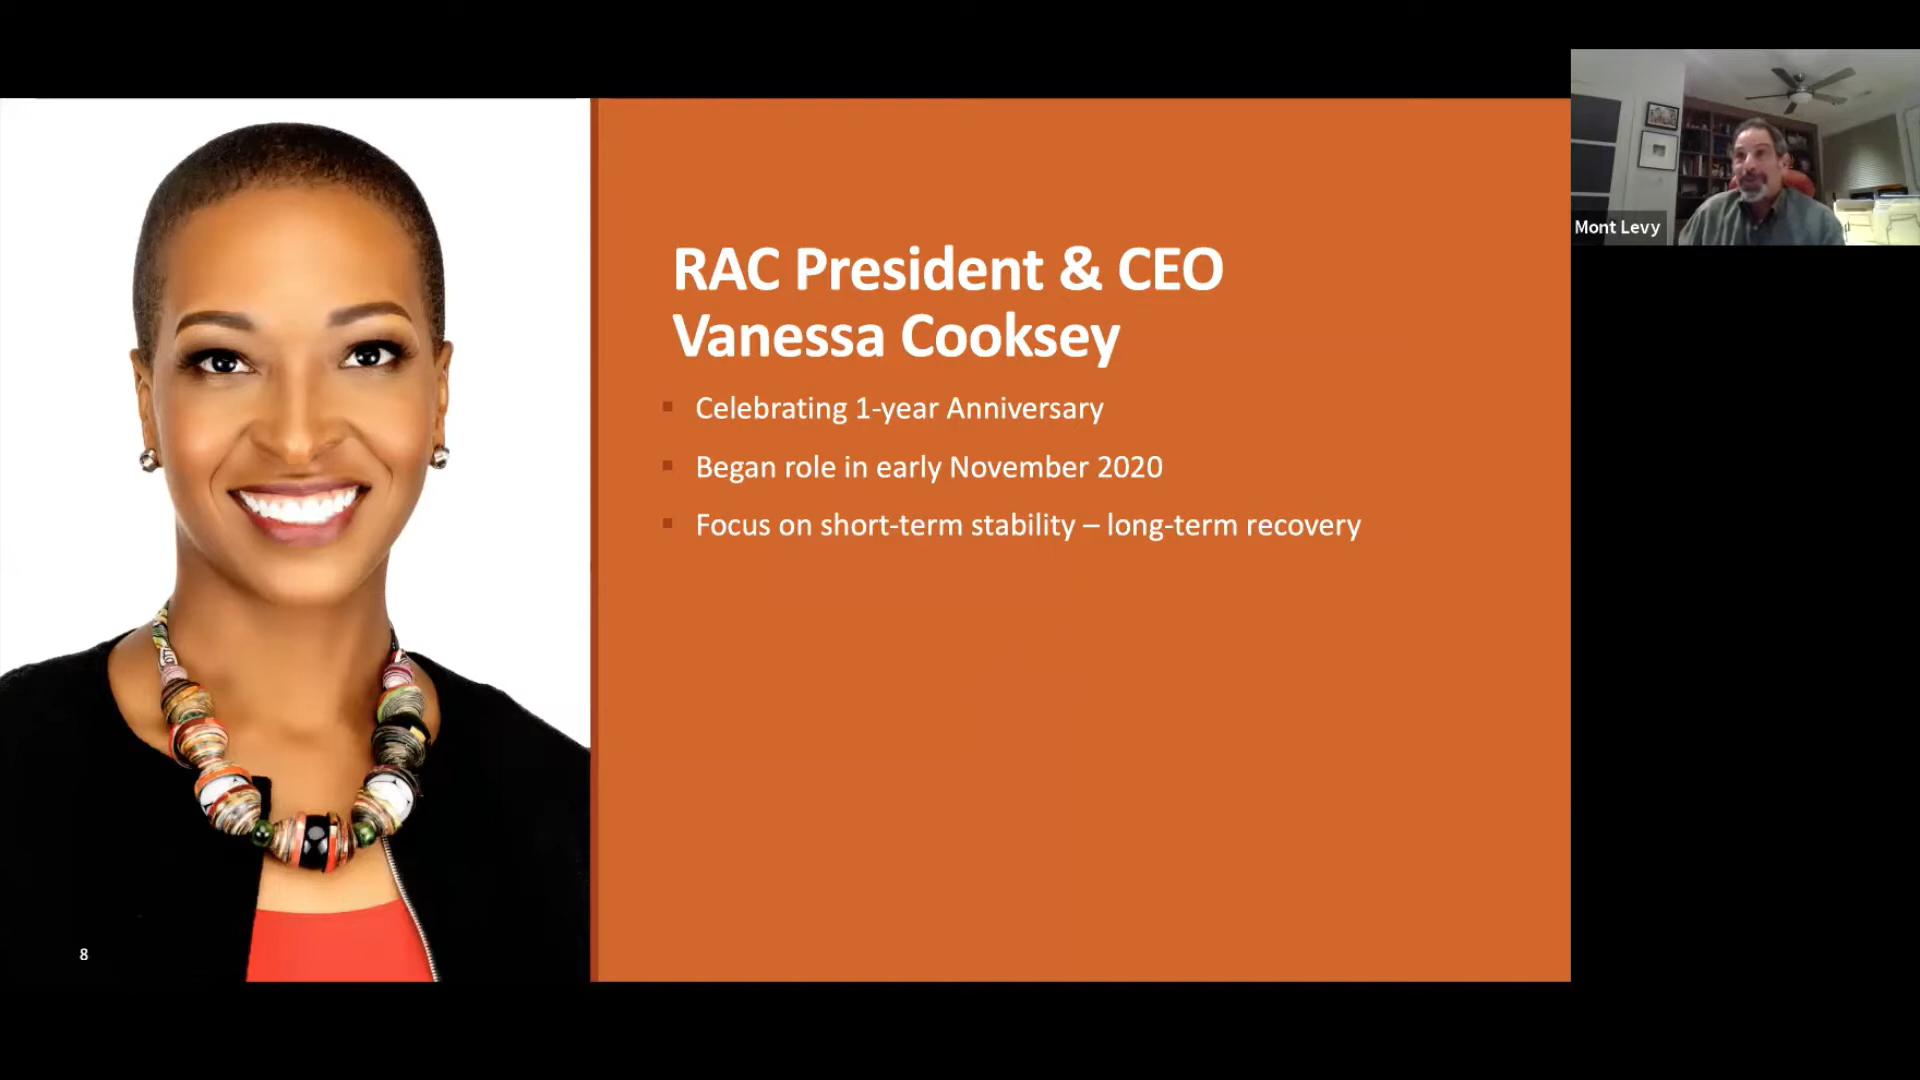 RAC President & CEO
Vanessa Cooksey
▪ Celebrating 1-year Anniversary
▪ Began role in early November 2020
▪ Focus on short-term stability – long-term recovery
8
Mont Levy